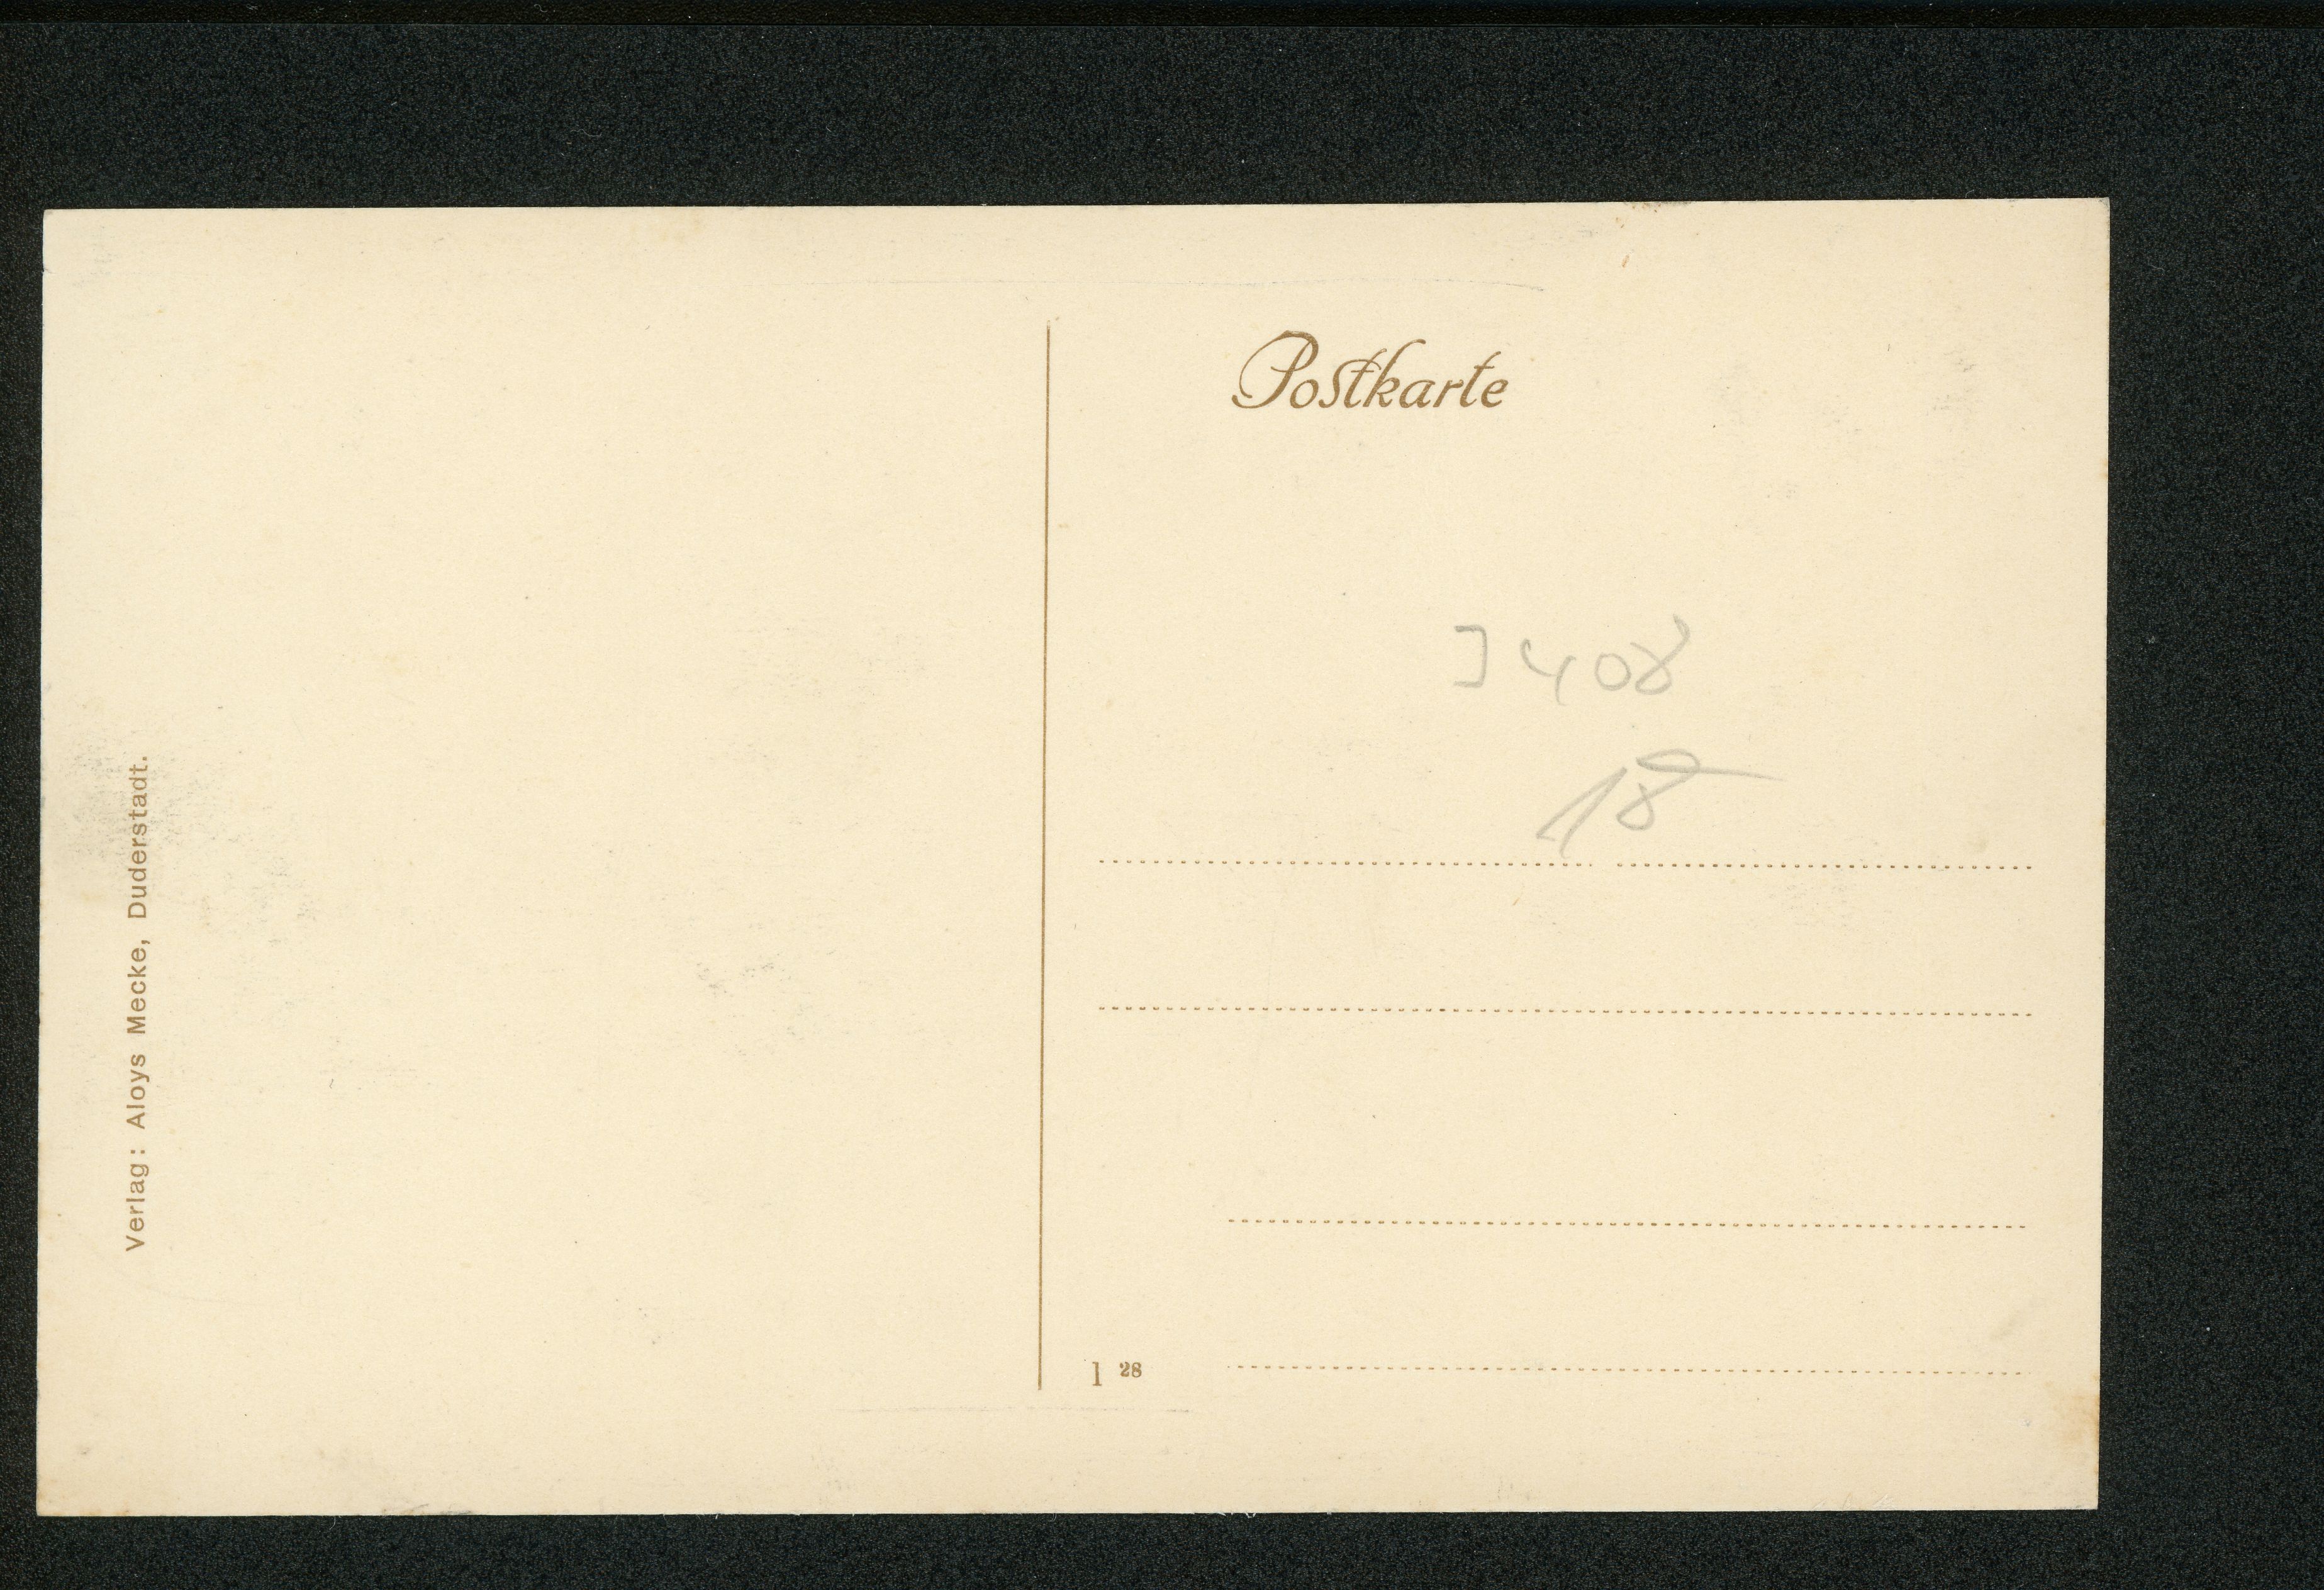 Postkarte
J 408
18
Verlag: Aloys Mecke, Duderstadt.
1 28